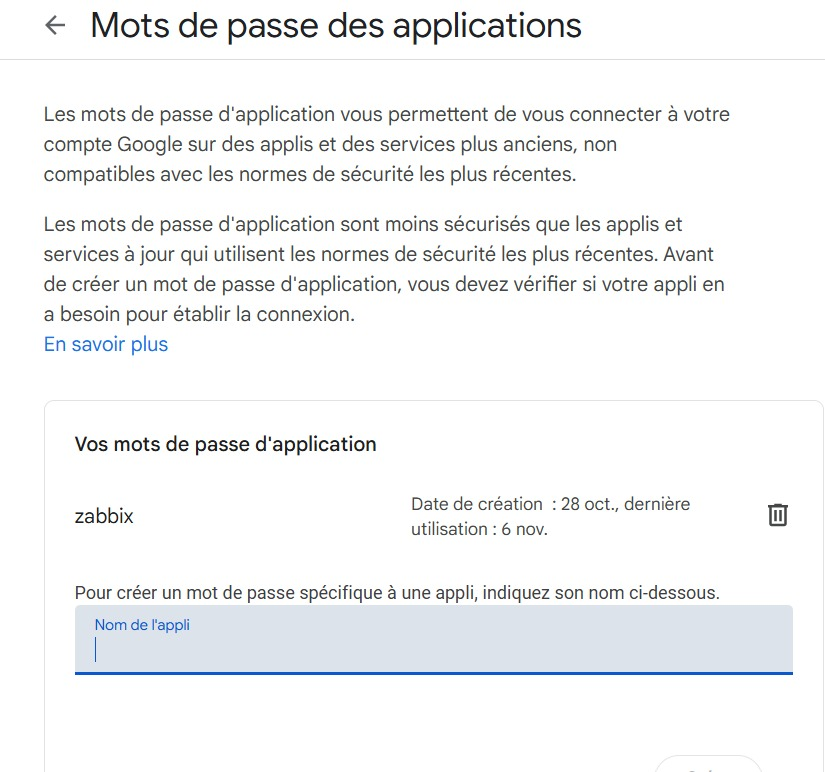 Mots de passe des applications
Les mots de passe d'application vous permettent de vous connecter à votre
compte Google sur des applis et des services plus anciens, non
compatibles avec les normes de sécurité les plus récentes.
Les mots de passe d'application sont moins sécurisés que les applis et
services à jour qui utilisent les normes de sécurité les plus récentes. Avant
de créer un mot de passe d'application, vous devez vérifier si votre appli en
a besoin pour établir la connexion.
En savoir plus
Vos mots de passe d'application
zabbix
Date de création : 28 oct., dernière
utilisation : 6 nov.
Pour créer un mot de passe spécifique à une appli, indiquez son nom ci-dessous.
Nom de l'appli